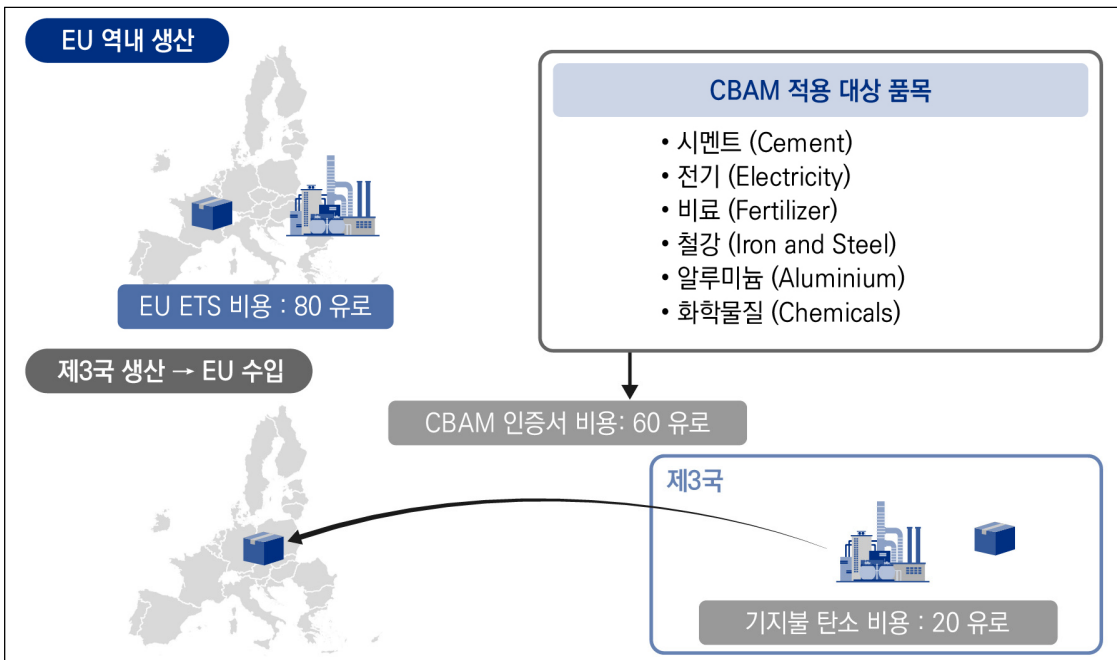 EU 역내 생산
EU ETS 비용 : 80 유로
CBAM 적용 대상 품목
• 시멘트 (Cement)
• 전기 (Electricity)
• 비료 (Fertilizer)
• 철강 (Iron and Steel)
• 알루미늄 (Aluminium)
• 화학물질 (Chemicals)
제3국 생산 → EU 수입
CBAM 인증서 비용: 60 유로
제3국
기지불 탄소 비용 : 20 유로